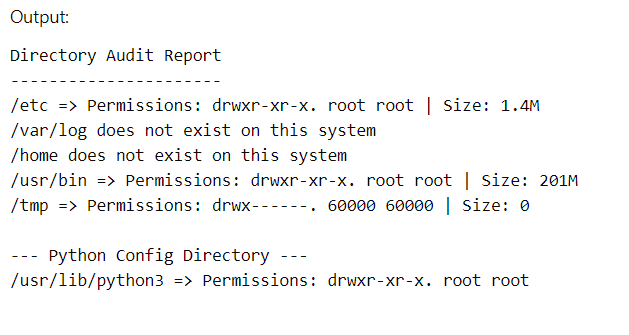 Output:
Directory Audit Report
----------------------
/etc => Permissions: drwxr-xr-x. root root | Size: 1.4M
/var/log does not exist on this system
/home does not exist on this system
/usr/bin => Permissions: drwxr-xr-x. root root | Size: 201M
/tmp => Permissions: drwx------. 60000 60000 | Size: 0
--- Python Config Directory ---
/usr/lib/python3 => Permissions: drwxr-xr-x. root root